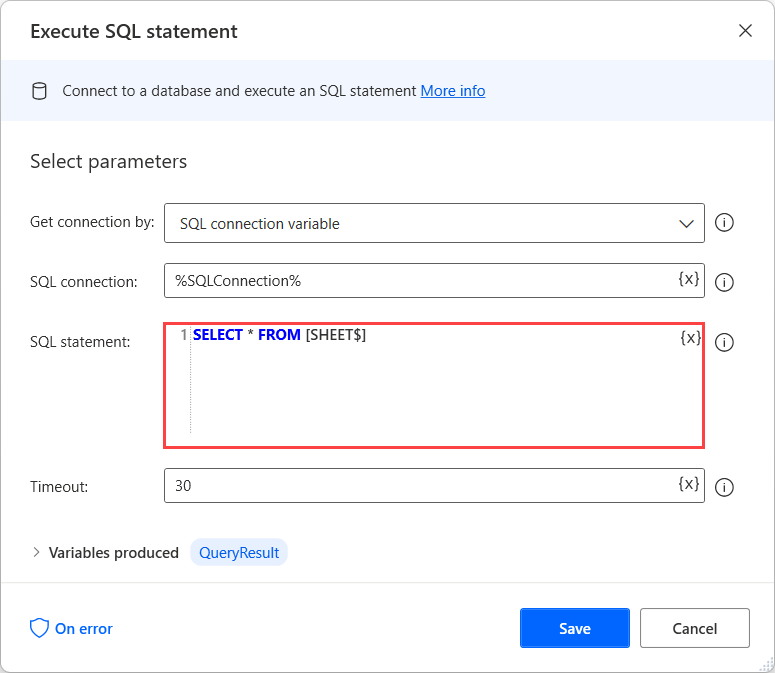 Execute SQL statement
Connect to a database and execute an SQL statement More info
Select parameters
Get connection by: SQL connection variable
SQL connection: %SQLConnection% {x}
SQL statement: 1 SELECT * FROM [SHEET$] {x}
Timeout: 30 {x}
Variables produced QueryResult
On error Save Cancel